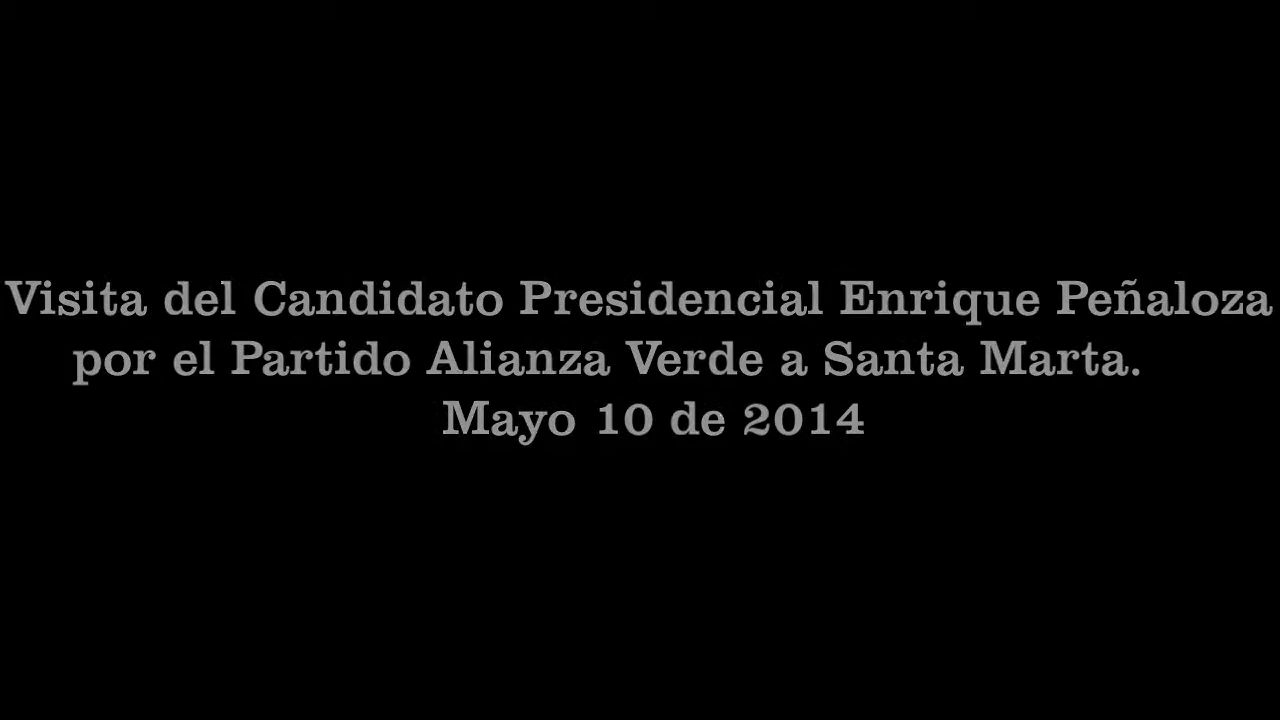 Visita del Candidato Presidencial Enrique Peñaloza
por el Partido Alianza Verde a Santa Marta.
Mayo 10 de 2014